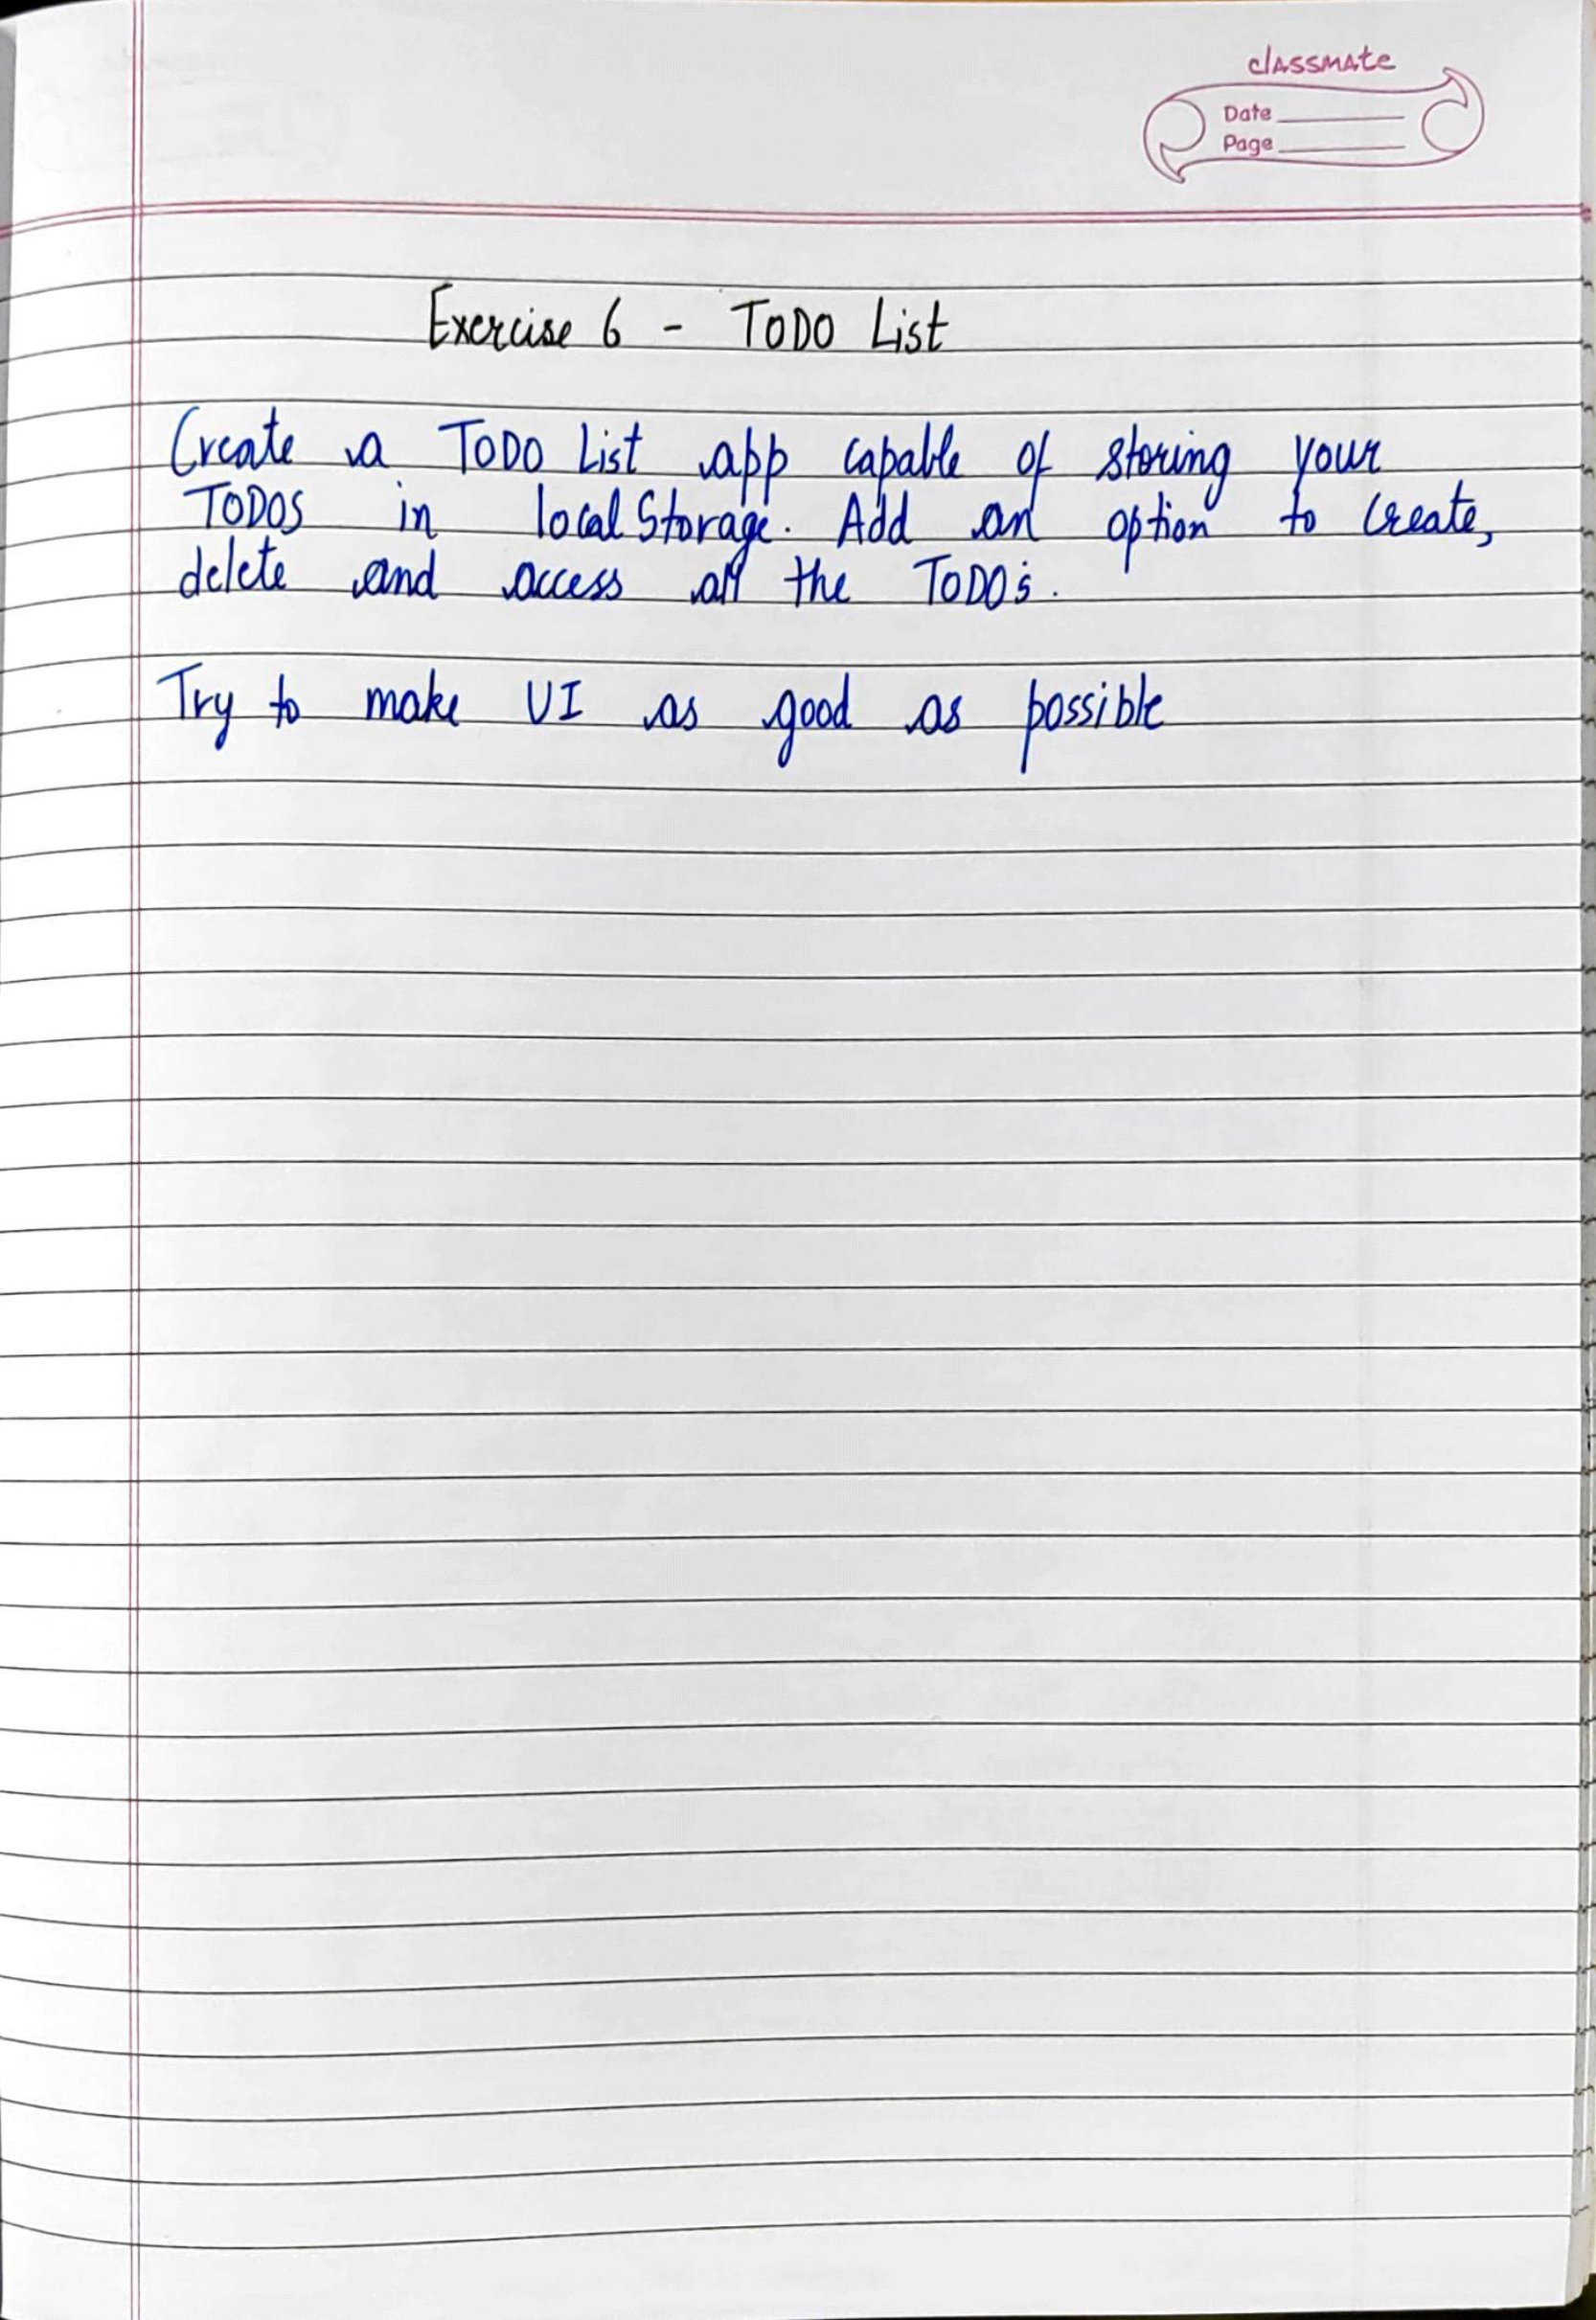 classmate
Date
Page
Exercise 6 - TODO List
Create a TODO List app capable of storing your
TODOS in localStorage. Add an option to create,
delete and access all the TODO's.
Try to make UI as good as possible